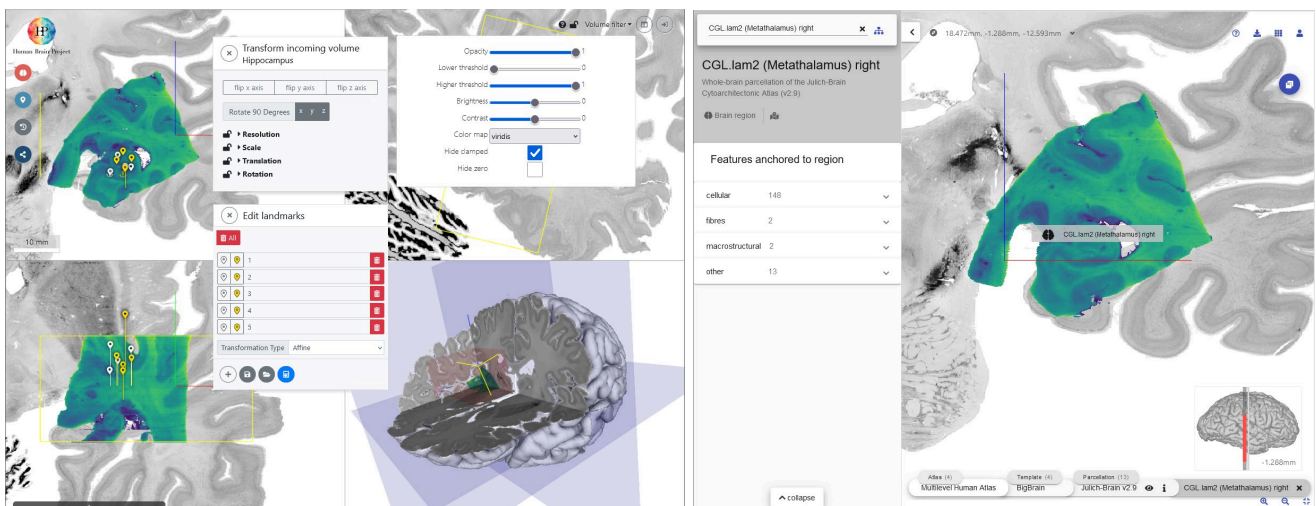 HP
Human Brain Project
10 mm
Transform incoming volume
Hippocampus
flip x axis
flip y axis
flip z axis
Rotate 90 Degrees
x y z
Resolution
Scale
Translation
Rotation
Edit landmarks
All
1
2
3
4
5
Transformation Type
Affine
Volume filter
Opacity 1
Lower threshold 0
Higher threshold 1
Brightness 0
Contrast 0
Color map viridis
Hide clamped
Hide zero
CGL.lam2 (Metathalamus) right
CGL.lam2 (Metathalamus) right
Whole-brain parcellation of the Julich-Brain
Cytoarchitectonic Atlas (v2.9)
Brain region
Features anchored to region
cellular 148
fibres 2
macrostructural 2
other 13
collapse
18.472mm, -1.288mm, -12.593mm
CGL.lam2 (Metathalamus) right
-1.288mm
Atlas (4)
Template (4)
Parcellation (13)
Multilevel Human Atlas
BigBrain
Julich-Brain v2.9
CGL.lam2 (Metathalamus) right